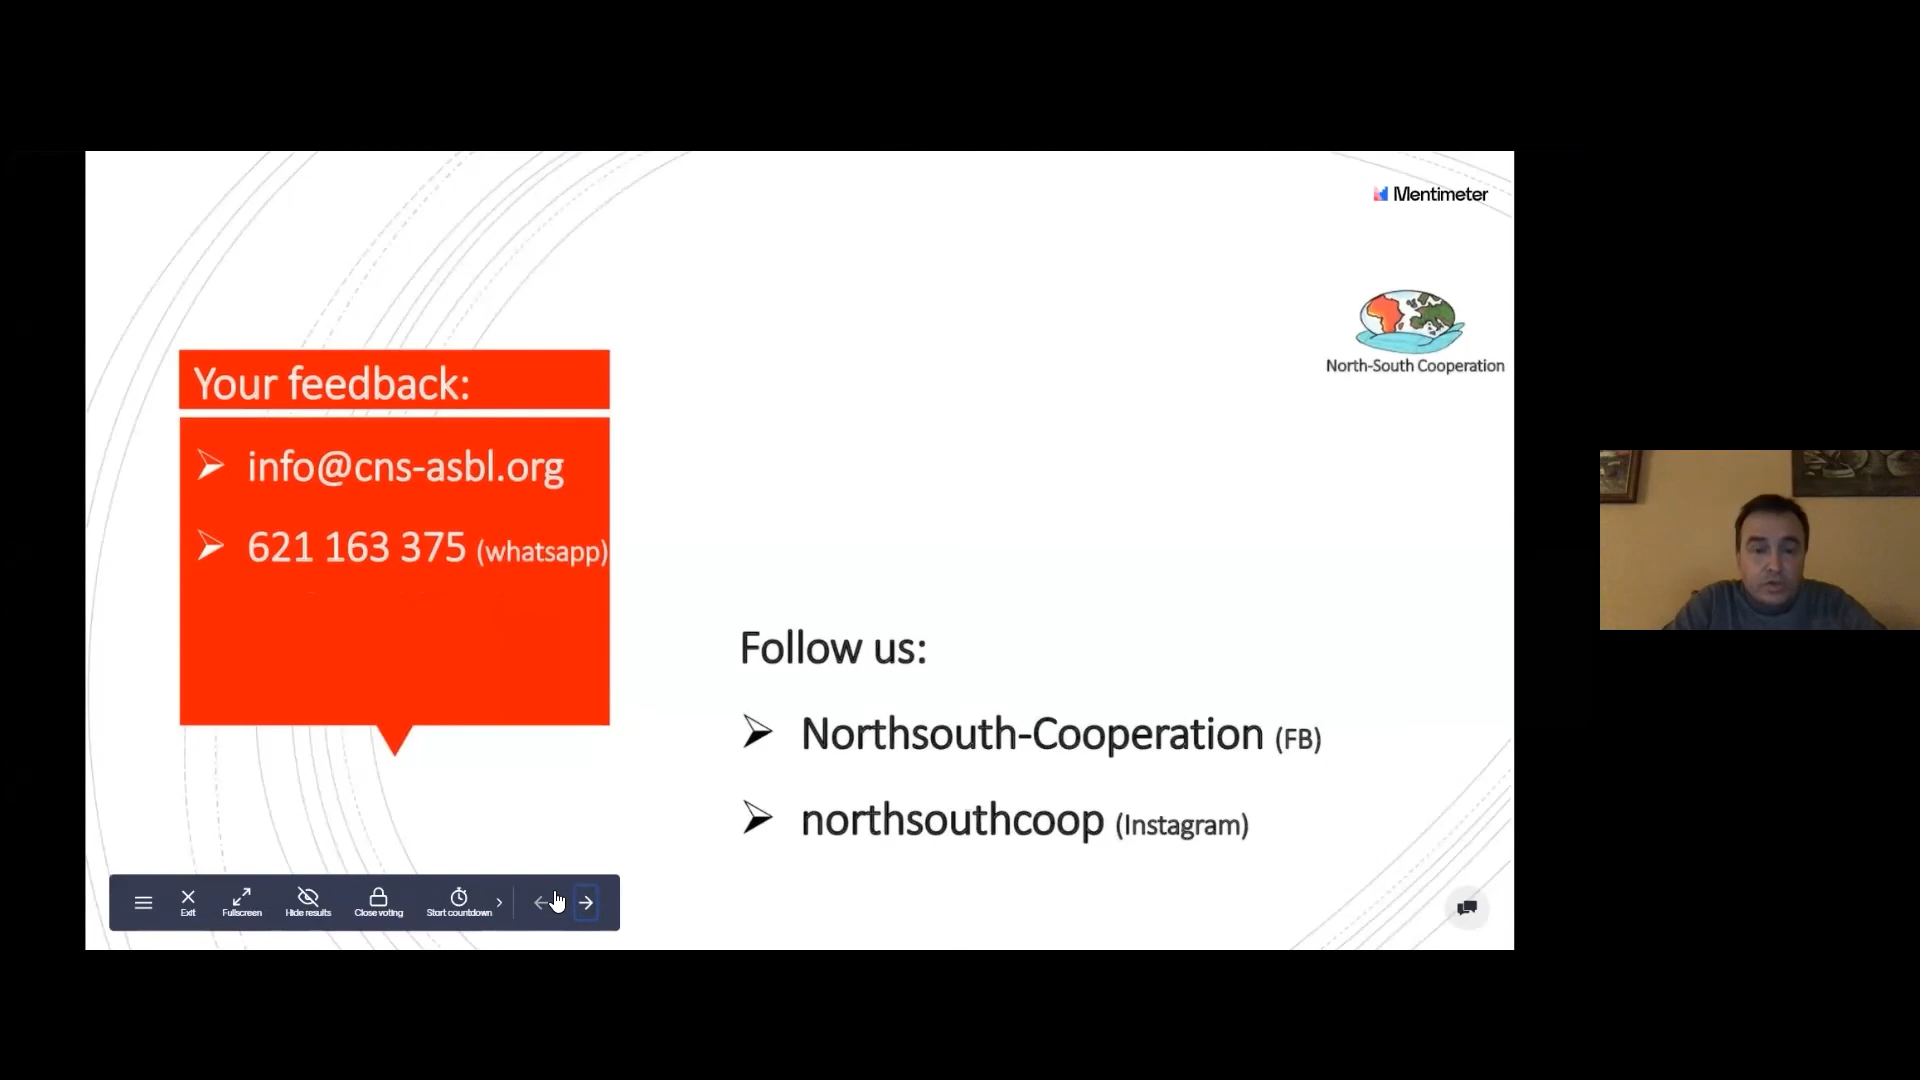 Mentimeter
North-South Cooperation
Your feedback:
info@cns-asbl.org
621 163 375 (whatsapp)
Follow us:
Northsouth-Cooperation (FB)
northsouthcoop (Instagram)
Exit
Fullscreen
Hide results
Close voting
Start countdown